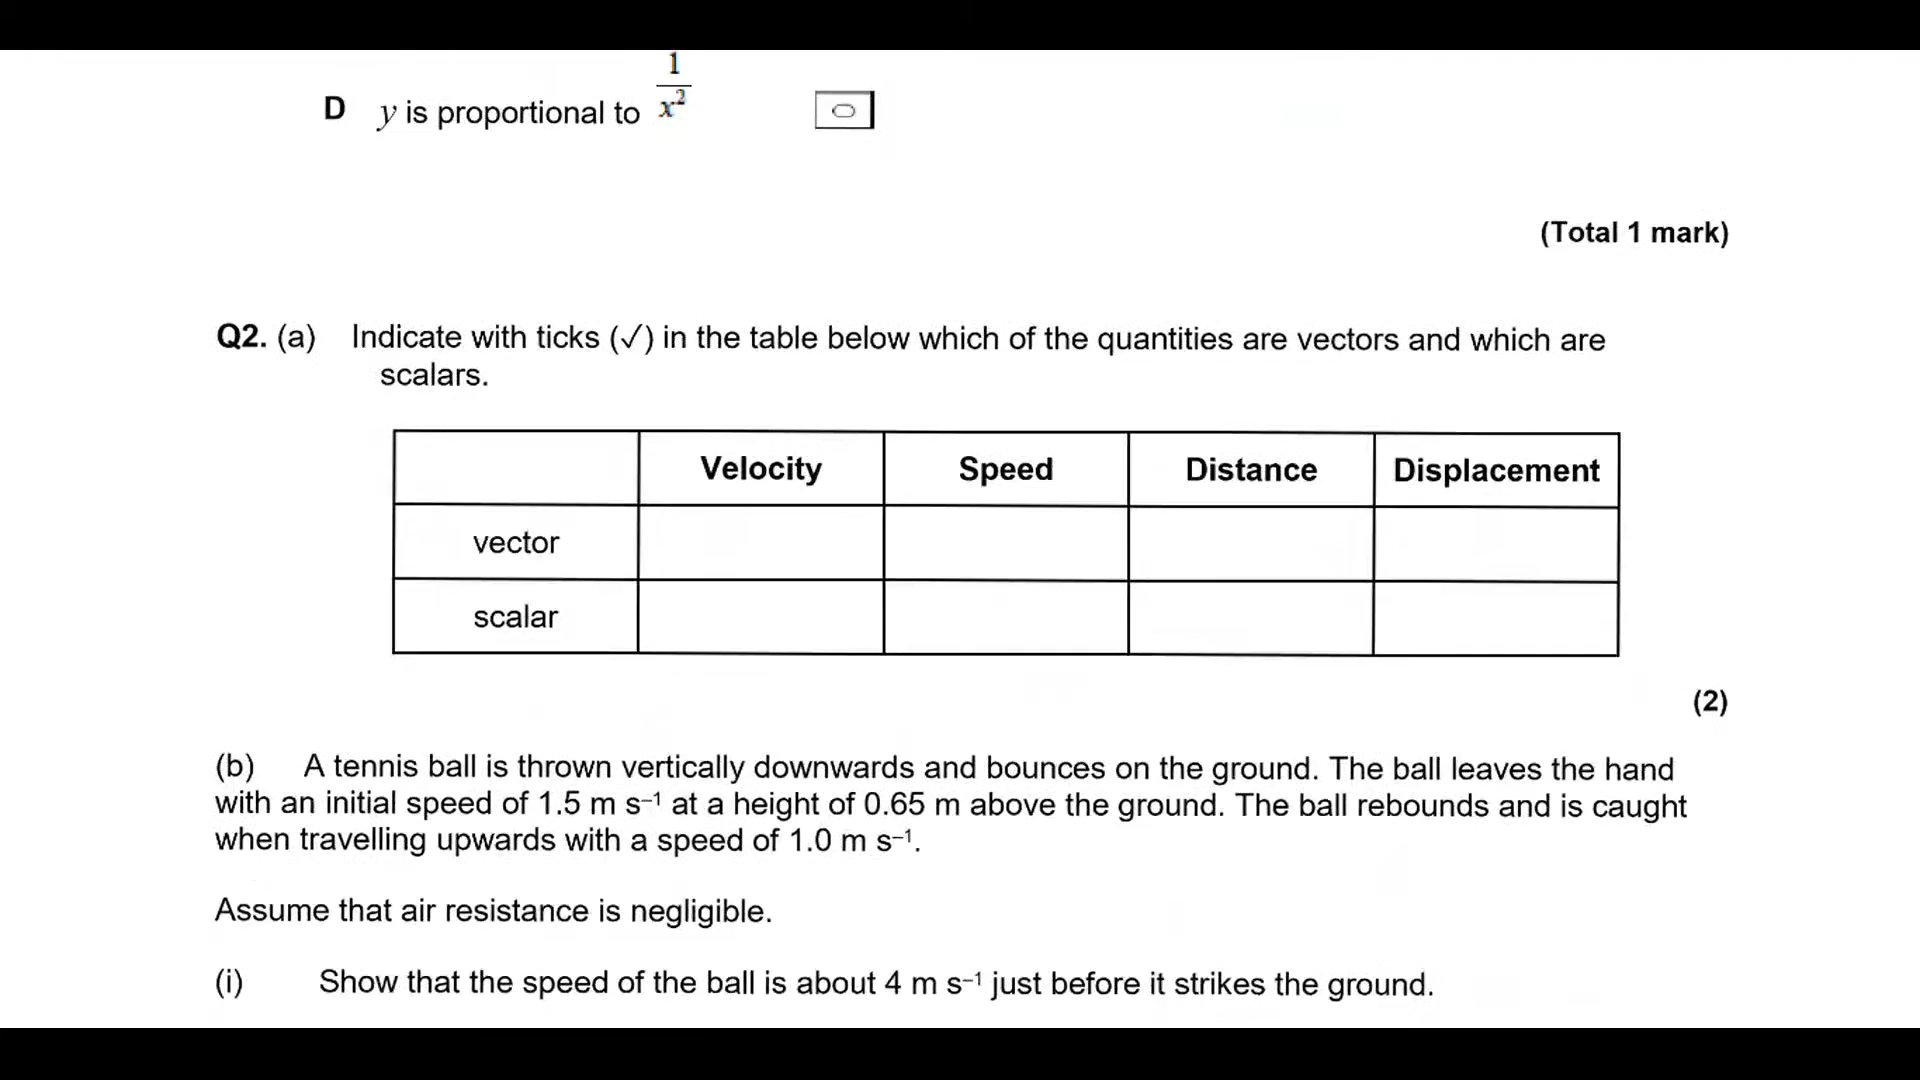 1
D y is proportional to x²
(Total 1 mark)
Q2. (a) Indicate with ticks (✓) in the table below which of the quantities are vectors and which are
scalars.
Velocity Speed Distance Displacement
vector
scalar
(2)
(b) A tennis ball is thrown vertically downwards and bounces on the ground. The ball leaves the hand
with an initial speed of 1.5 m s⁻¹ at a height of 0.65 m above the ground. The ball rebounds and is caught
when travelling upwards with a speed of 1.0 m s⁻¹.
Assume that air resistance is negligible.
(i) Show that the speed of the ball is about 4 m s⁻¹ just before it strikes the ground.